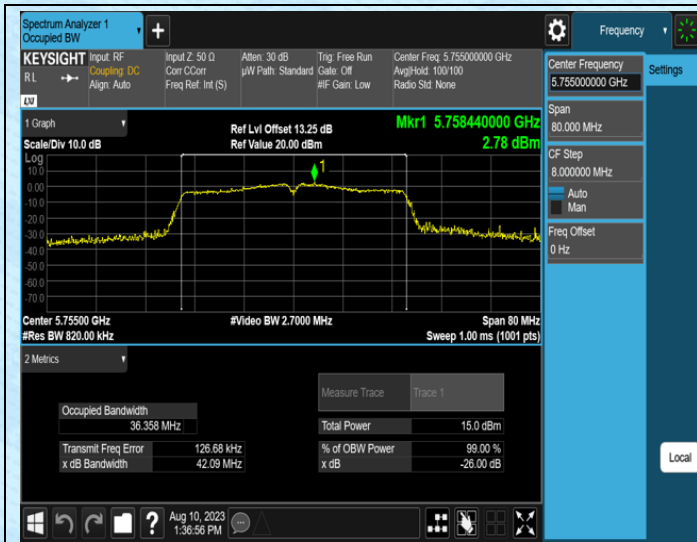 Spectrum Analyzer 1
Occupied BW
Frequency
KEYSIGHT
RL
LXI
Input: RF
Coupling: DC
Align: Auto
Input Z: 50 Ω
Corr CCorr
Freq Ref: Int (S)
Atten: 30 dB
µW Path: Standard
Trig: Free Run
Gate: Off
#IF Gain: Low
Center Freq: 5.755000000 GHz
Avg|Hold: 100/100
Radio Std: None
Center Frequency
5.755000000 GHz
Settings
Span
80.000 MHz
CF Step
8.000000 MHz
Auto
Man
Freq Offset
0 Hz
Local
1 Graph
Scale/Div 10.0 dB
Ref Lvl Offset 13.25 dB
Ref Value 20.00 dBm
Mkr1 5.758440000 GHz
2.78 dBm
Log
10.0
0.00
-10.0
-20.0
-30.0
-40.0
-50.0
-60.0
-70.0
1
Center 5.75500 GHz
#Res BW 820.00 kHz
#Video BW 2.7000 MHz
Span 80 MHz
Sweep 1.00 ms (1001 pts)
2 Metrics
Measure Trace Trace 1
Occupied Bandwidth
36.358 MHz
Total Power 15.0 dBm
Transmit Freq Error 126.68 kHz
% of OBW Power 99.00 %
x dB Bandwidth 42.09 MHz
x dB -26.00 dB
Aug 10, 2023
1:36:56 PM